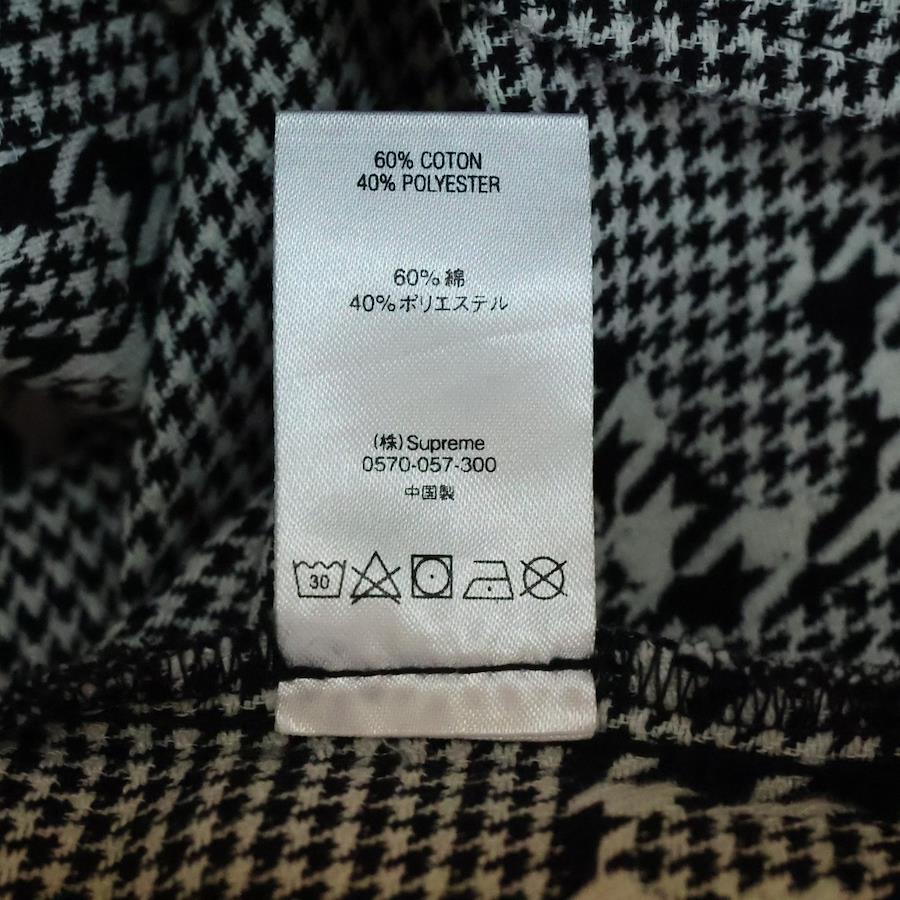 60% COTON
40% POLYESTER
60% 綿
40% ポリエステル
(株) Supreme
0570-057-300
中国製
30